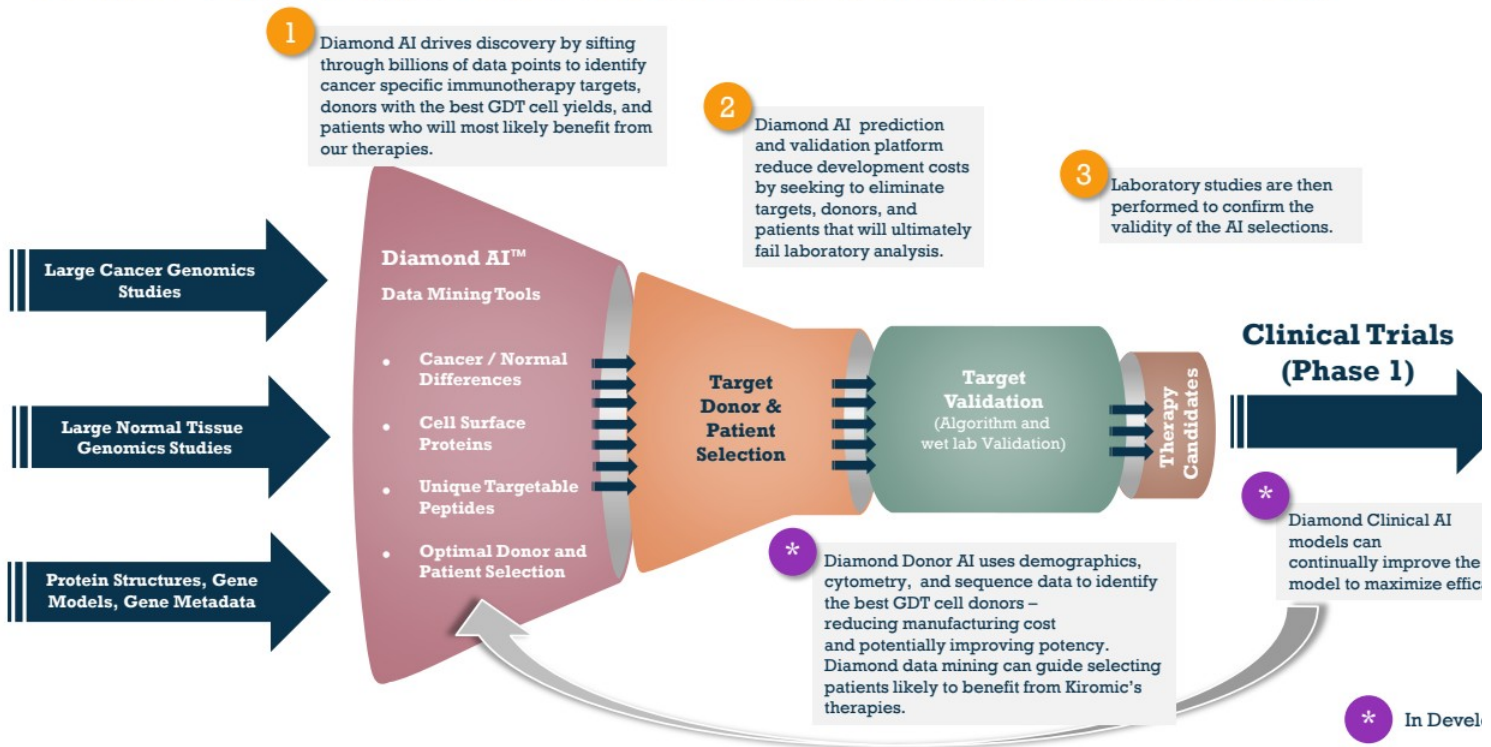 1
Diamond AI drives discovery by sifting
through billions of data points to identify
cancer specific immunotherapy targets,
donors with the best GDT cell yields, and
patients who will most likely benefit from
our therapies.
2
Diamond AI prediction
and validation platform
reduce development costs
by seeking to eliminate
targets, donors, and
patients that will ultimately
fail laboratory analysis.
3
Laboratory studies are then
performed to confirm the
validity of the AI selections.
Large Cancer Genomics
Studies
Large Normal Tissue
Genomics Studies
Protein Structures, Gene
Models, Gene Metadata
Diamond AI™
Data Mining Tools
• Cancer / Normal
Differences
• Cell Surface
Proteins
• Unique Targetable
Peptides
• Optimal Donor and
Patient Selection
Target
Donor &
Patient
Selection
Target
Validation
(Algorithm and
wet lab Validation)
Therapy
Candidates
Clinical Trials
(Phase 1)
*
Diamond Donor AI uses demographics,
cytometry, and sequence data to identify
the best GDT cell donors –
reducing manufacturing cost
and potentially improving potency.
Diamond data mining can guide selecting
patients likely to benefit from Kiromic's
therapies.
*
Diamond Clinical AI
models can
continually improve the
model to maximize
*
In